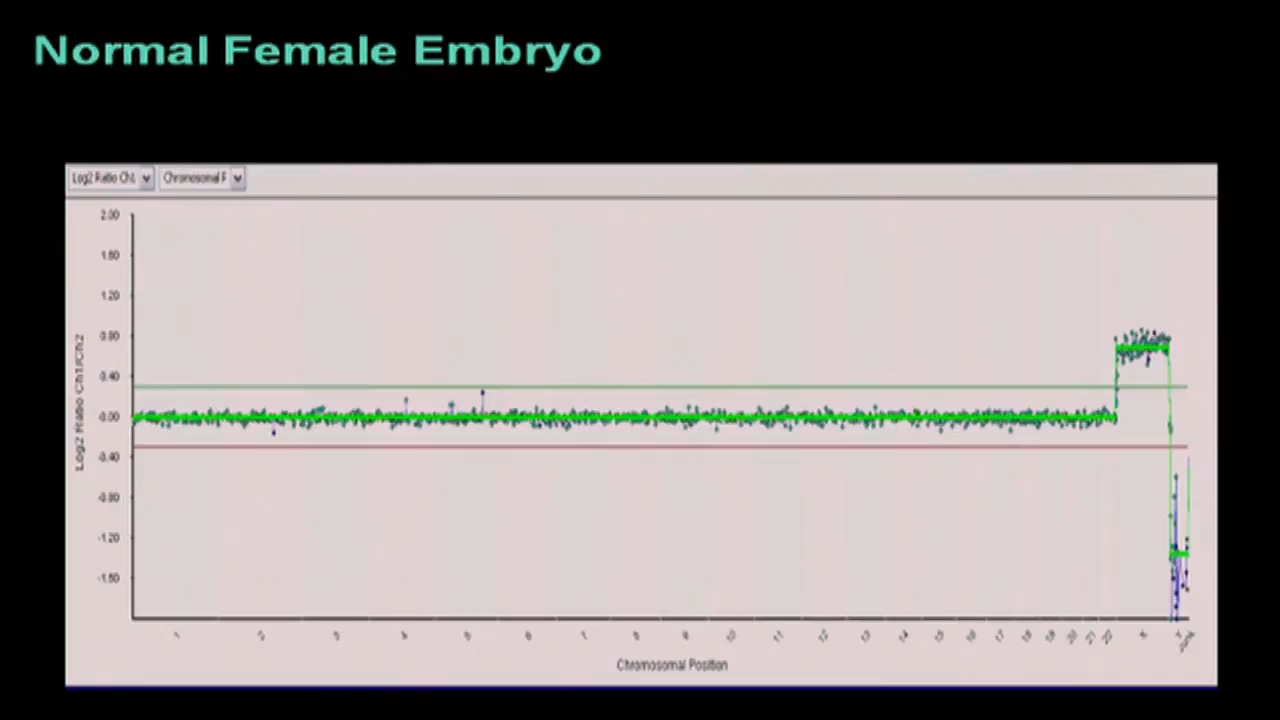 Normal Female Embryo
Log2 Ratio Ch1 Chromosomal P
2.00
1.60
1.20
0.80
0.40
-0.00
-0.40
-0.80
-1.20
-1.60
Log2 Ratio Ch1/Ch2
1 2 3 4 5 6 7 8 9 10 11 12 13 14 15 16 17 18 19 20 21 22 X Y
Chromosomal Position